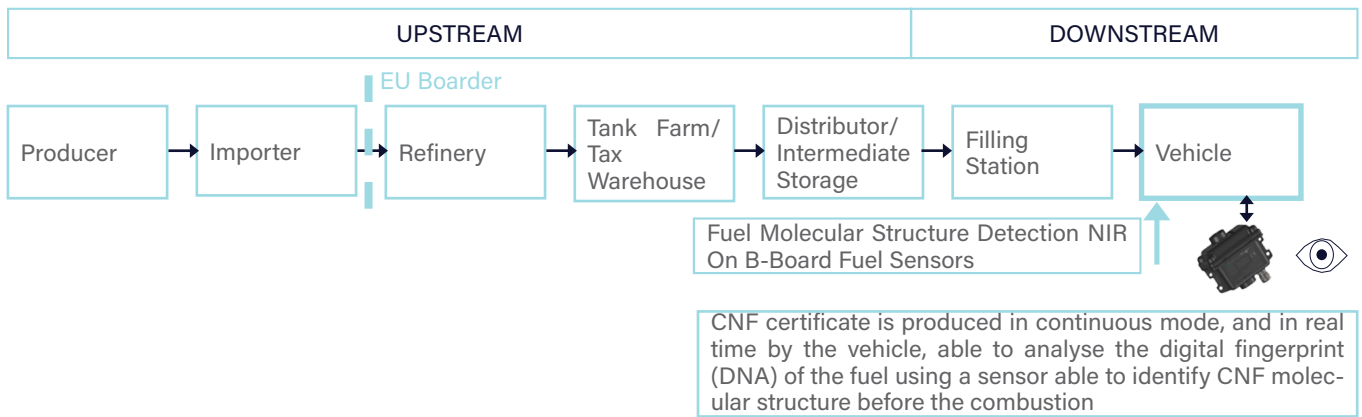 UPSTREAM
DOWNSTREAM
EU Boarder
Producer
Importer
Refinery
Tank Farm/
Tax
Warehouse
Distributor/
Intermediate
Storage
Filling
Station
Vehicle
Fuel Molecular Structure Detection NIR
On B-Board Fuel Sensors
CNF certificate is produced in continuous mode, and in real
time by the vehicle, able to analyse the digital fingerprint
(DNA) of the fuel using a sensor able to identify CNF molec-
ular structure before the combustion